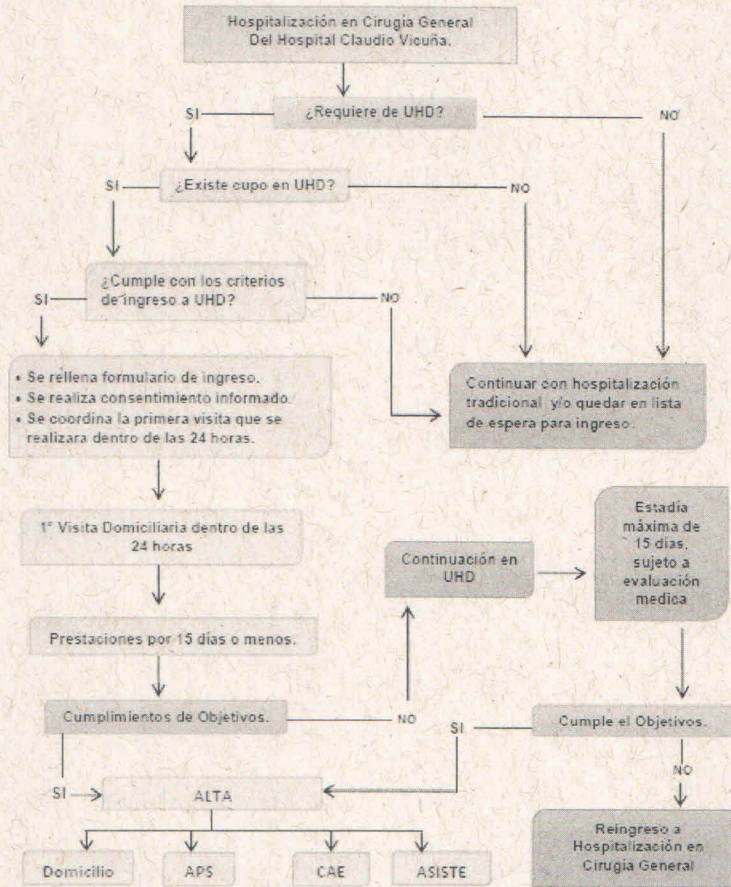 Hospitalización en Cirugía General
Del Hospital Claudio Vicuña.
SI
¿Requiere de UHD?
NO
SI
¿Existe cupo en UHD?
NO
SI
¿Cumple con los criterios
de ingreso a UHD?
NO
• Se rellena formulario de ingreso.
• Se realiza consentimiento informado.
• Se coordina la primera visita que se
realizara dentro de las 24 horas.
Continuar con hospitalización
tradicional y/o quedar en lista
de espera para ingreso.
1° Visita Domiciliaria dentro de las
24 horas
Continuación en
UHD
Estadía
máxima de
15 días,
sujeto a
evaluación
medica
Prestaciones por 15 días o menos.
Cumplimientos de Objetivos.
NO
SI
Cumple el Objetivos.
SI
ALTA
NO
Domicilio
APS
CAE
ASISTE
Reingreso a
Hospitalización en
Cirugía General